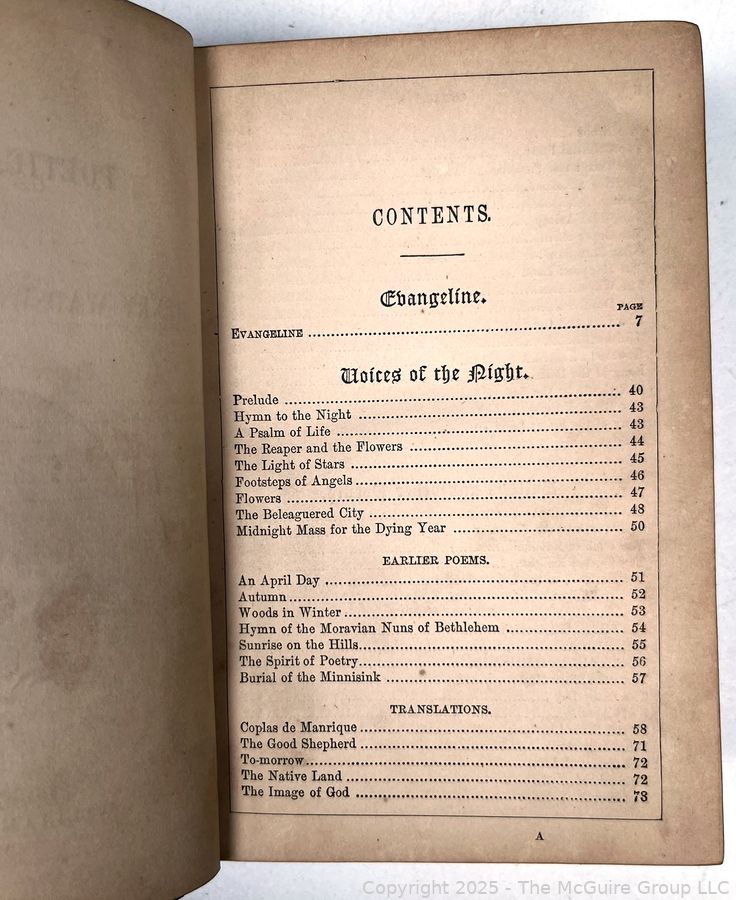 CONTENTS.
Evangeline.
PAGE
EVANGELINE ........ 7
Voices of the Night.
Prelude ........ 40
Hymn to the Night ........ 43
A Psalm of Life ........ 43
The Reaper and the Flowers ........ 44
The Light of Stars ........ 45
Footsteps of Angels ........ 46
Flowers ........ 47
The Beleaguered City ........ 48
Midnight Mass for the Dying Year ........ 50
EARLIER POEMS.
An April Day ........ 51
Autumn ........ 52
Woods in Winter ........ 53
Hymn of the Moravian Nuns of Bethlehem ........ 54
Sunrise on the Hills ........ 55
The Spirit of Poetry ........ 56
Burial of the Minnisink ........ 57
TRANSLATIONS.
Coplas de Manrique ........ 58
The Good Shepherd ........ 71
To-morrow ........ 72
The Native Land ........ 72
The Image of God ........ 73
A
Copyright 2025 - The McGuire Group LLC